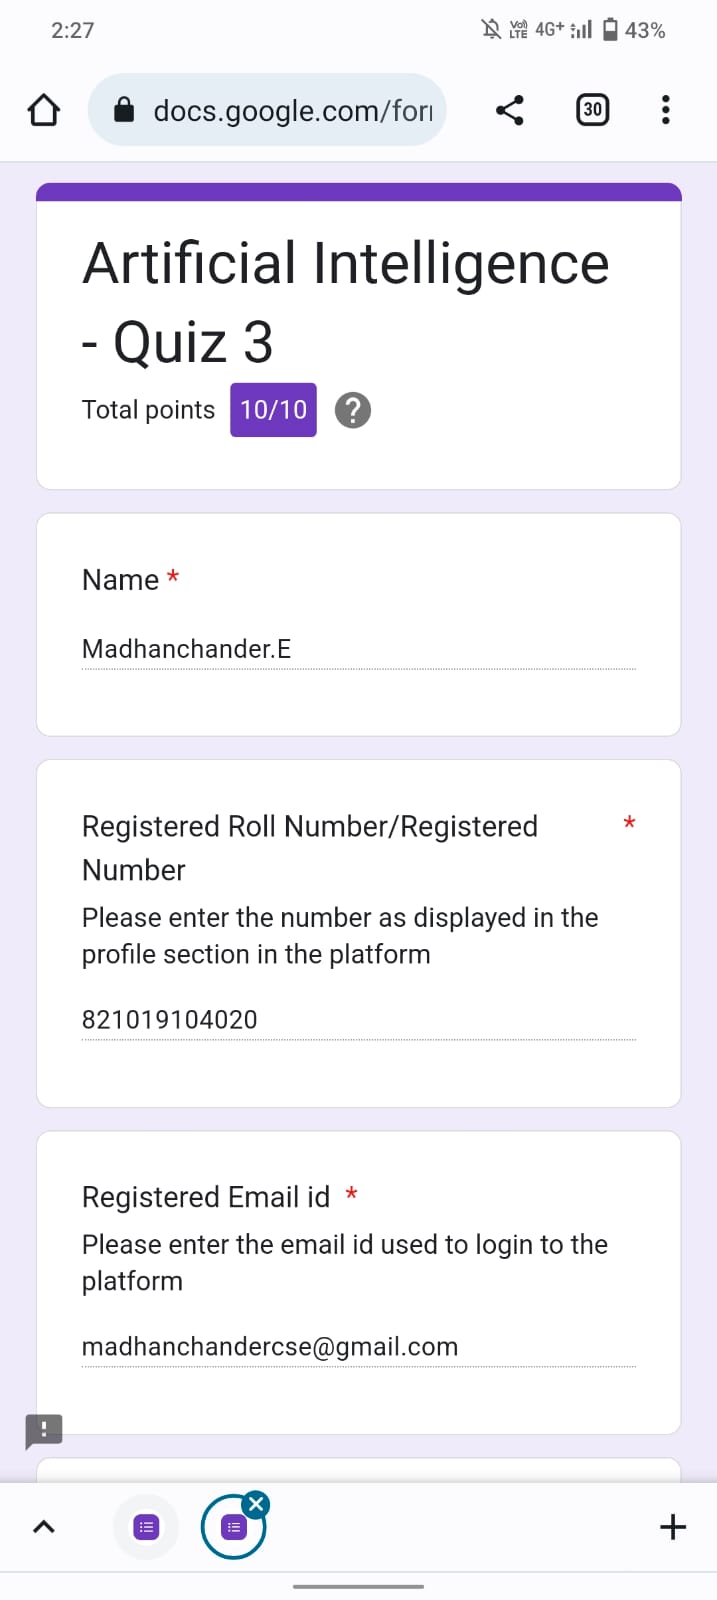 2:27
Vo) LTE 4G+ 43%
docs.google.com/for
30
Artificial Intelligence
- Quiz 3
Total points 10/10 ?
Name *
Madhanchander.E
Registered Roll Number/Registered *
Number
Please enter the number as displayed in the
profile section in the platform
821019104020
Registered Email id *
Please enter the email id used to login to the
platform
madhanchandercse@gmail.com